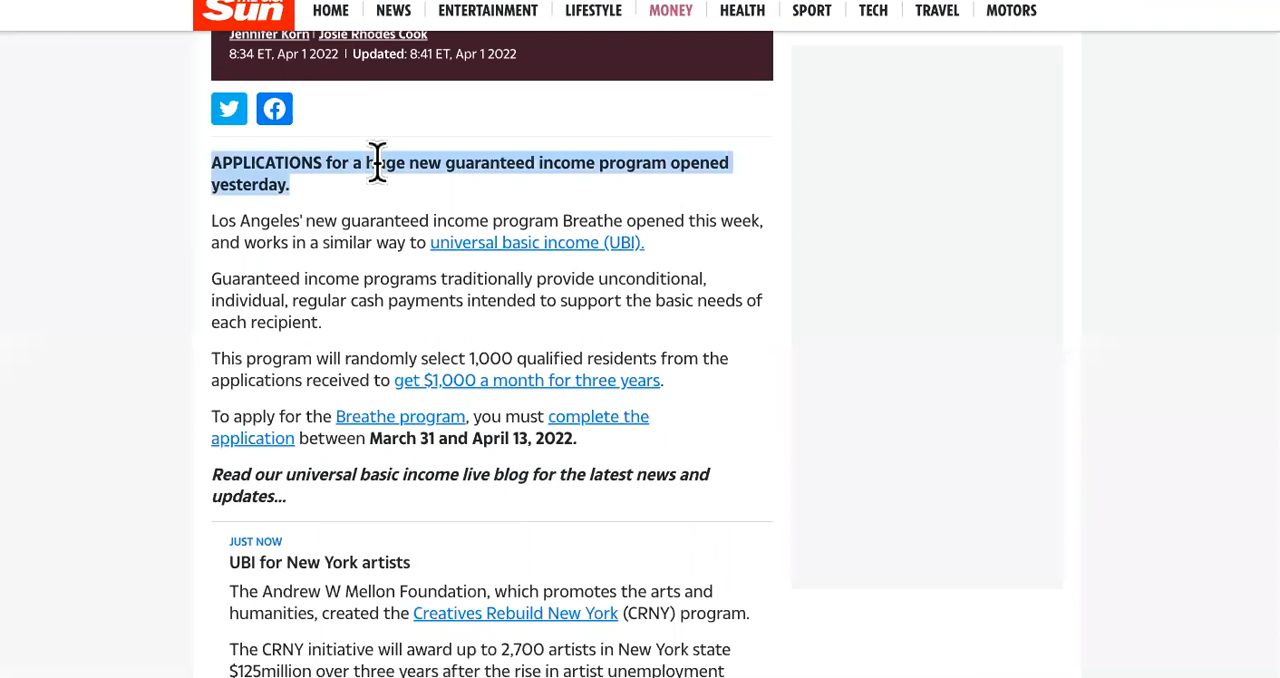 Sun
HOME NEWS ENTERTAINMENT LIFESTYLE MONEY HEALTH SPORT TECH TRAVEL MOTORS
Jennifer Korn | Josie Rhodes Cook
8:34 ET, Apr 1 2022 | Updated: 8:41 ET, Apr 1 2022
APPLICATIONS for a huge new guaranteed income program opened
yesterday.
Los Angeles' new guaranteed income program Breathe opened this week,
and works in a similar way to universal basic income (UBI).
Guaranteed income programs traditionally provide unconditional,
individual, regular cash payments intended to support the basic needs of
each recipient.
This program will randomly select 1,000 qualified residents from the
applications received to get $1,000 a month for three years.
To apply for the Breathe program, you must complete the
application between March 31 and April 13, 2022.
Read our universal basic income live blog for the latest news and
updates...
JUST NOW
UBI for New York artists
The Andrew W Mellon Foundation, which promotes the arts and
humanities, created the Creatives Rebuild New York (CRNY) program.
The CRNY initiative will award up to 2,700 artists in New York state
$125million over three years after the rise in artist unemployment